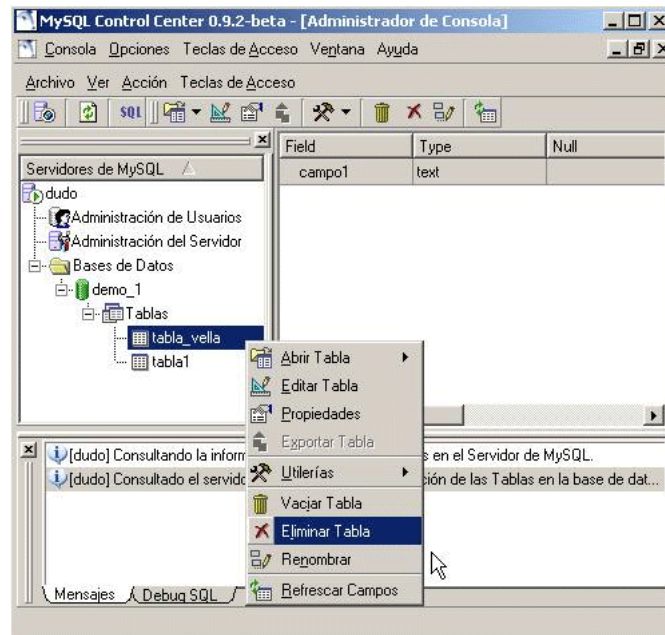 MySQL Control Center 0.9.2-beta - [Administrador de Consola]
Consola Opciones Teclas de Acceso Ventana Ayuda
Archivo Ver Acción Teclas de Acceso
SQL
Servidores de MySQL
dudo
Administración de Usuarios
Administración del Servidor
Bases de Datos
demo_1
Tablas
tabla_vella
tabla1
Field Type Null
campo1 text
Abrir Tabla
Editar Tabla
Propiedades
Exportar Tabla
Utilerías
Vaciar Tabla
Eliminar Tabla
Renombrar
Refrescar Campos
[dudo] Consultando la inform s en el Servidor de MySQL.
[dudo] Consultado el servido ción de las Tablas en la base de dat...
Mensajes Debug SQL